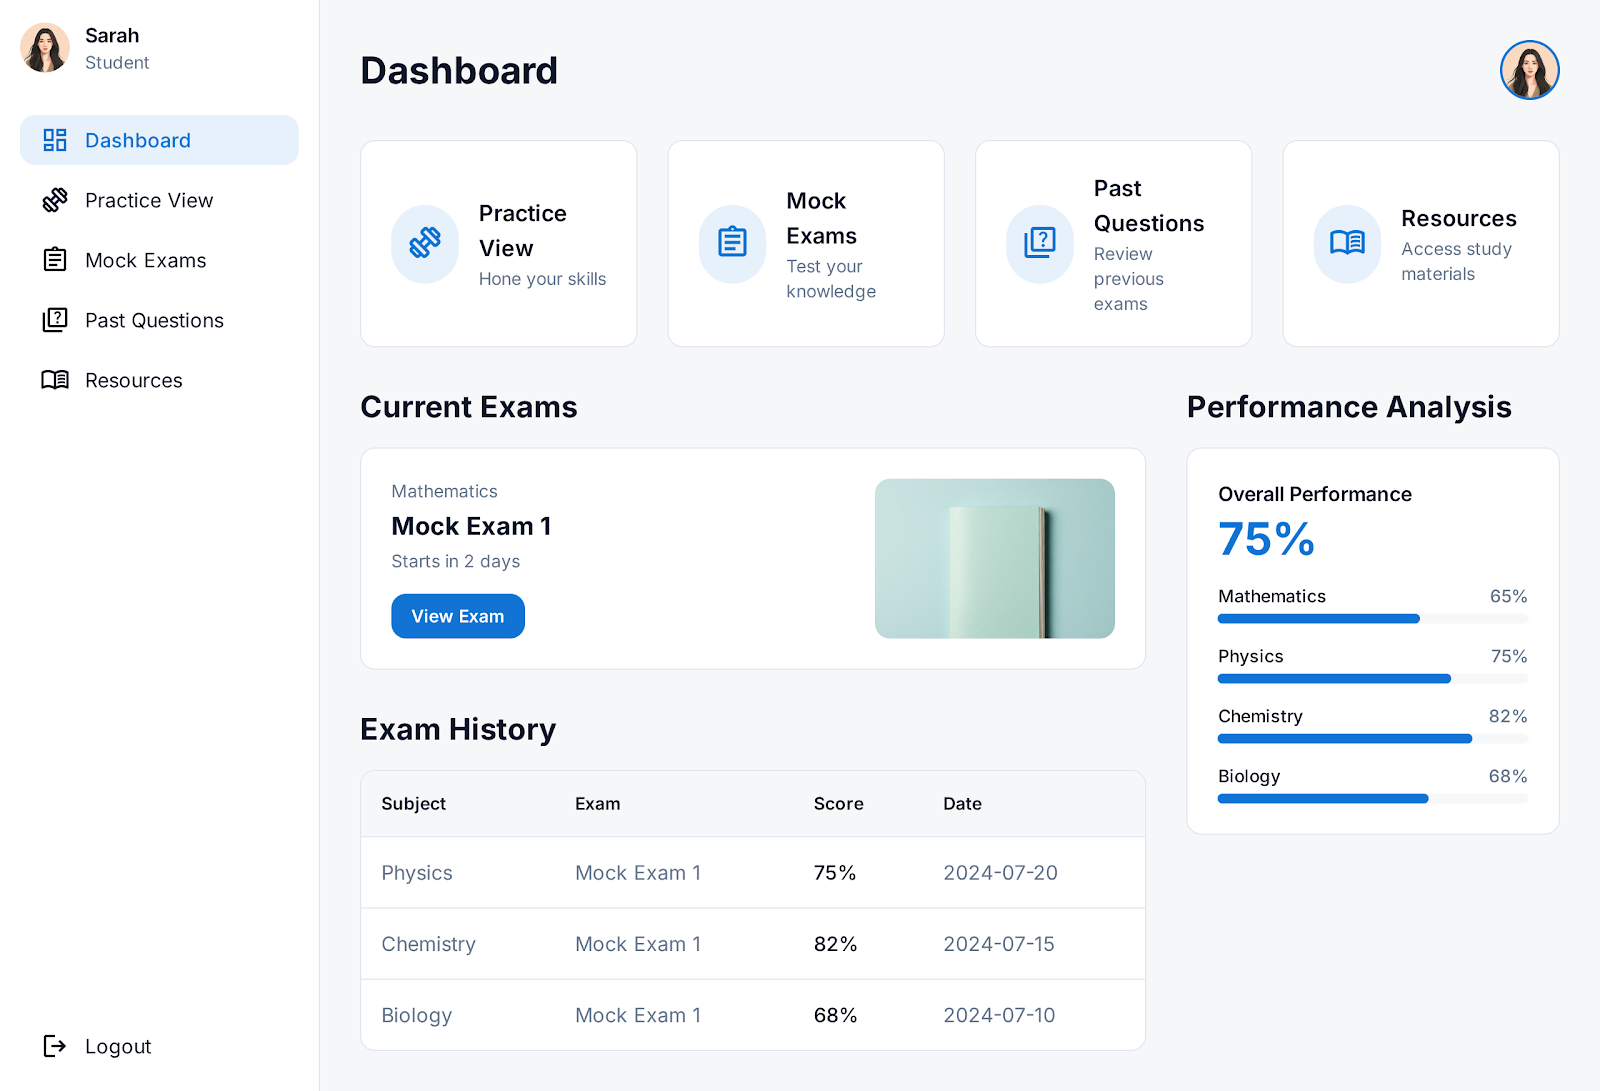 Sarah
Student
Dashboard
Practice View
Mock Exams
Past Questions
Resources
Logout
Dashboard
Practice
View
Hone your skills
Mock
Exams
Test your
knowledge
Past
Questions
Review
previous
exams
Resources
Access study
materials
Current Exams
Mathematics
Mock Exam 1
Starts in 2 days
View Exam
Exam History
Subject Exam Score Date
Physics Mock Exam 1 75% 2024-07-20
Chemistry Mock Exam 1 82% 2024-07-15
Biology Mock Exam 1 68% 2024-07-10
Performance Analysis
Overall Performance
75%
Mathematics 65%
Physics 75%
Chemistry 82%
Biology 68%